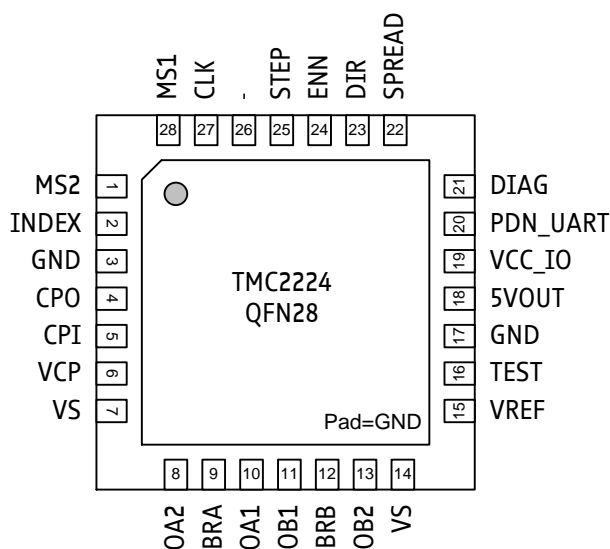 MS1
CLK
-
STEP
ENN
DIR
SPREAD
28
27
26
25
24
23
22
MS2
1
INDEX
2
GND
3
CPO
4
CPI
5
VCP
6
VS
7
TMC2224
QFN28
Pad=GND
21
DIAG
20
PDN_UART
19
VCC_IO
18
5VOUT
17
GND
16
TEST
15
VREF
8
9
10
11
12
13
14
OA2
BRA
OA1
OB1
BRB
OB2
VS